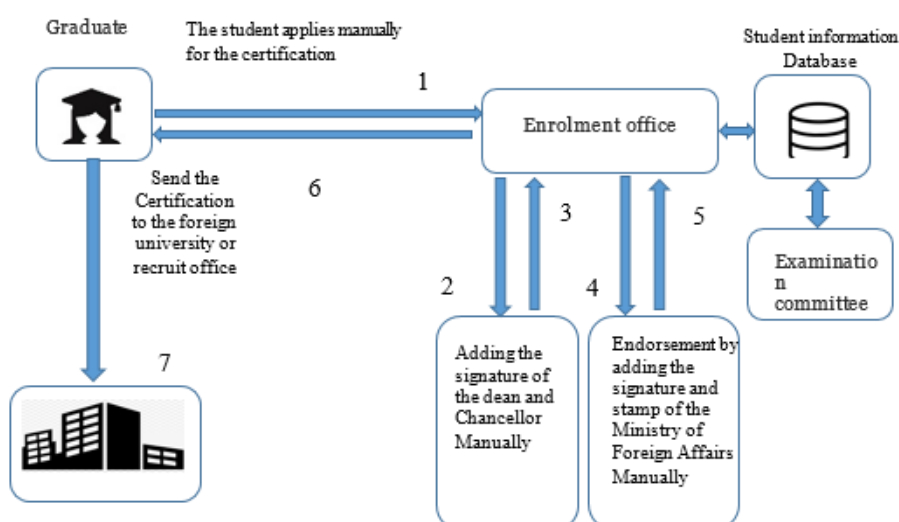 Graduate
The student applies manually
for the certification
1
Student information
Database
Enrolment office
6
Send the
Certification
to the foreign
university or
recruit office
3
5
2
4
Examinatio
n
committee
7
Adding the
signature of
the dean and
Chancellor
Manually
Endorsement by
adding the
signature and
stamp of the
Ministry of
Foreign Affairs
Manually